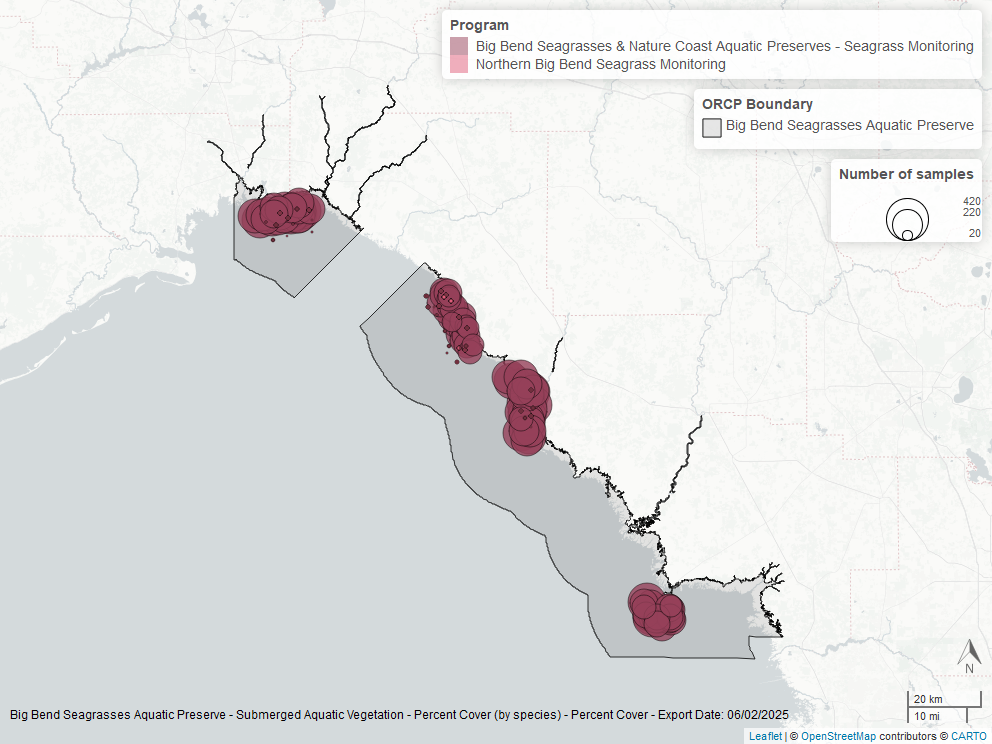 Program
Big Bend Seagrasses & Nature Coast Aquatic Preserves - Seagrass Monitoring
Northern Big Bend Seagrass Monitoring
ORCP Boundary
Big Bend Seagrasses Aquatic Preserve
Number of samples
420
220
20
N
20 km
10 mi
Big Bend Seagrasses Aquatic Preserve - Submerged Aquatic Vegetation - Percent Cover (by species) - Percent Cover - Export Date: 06/02/2025
Leaflet | © OpenStreetMap contributors © CARTO